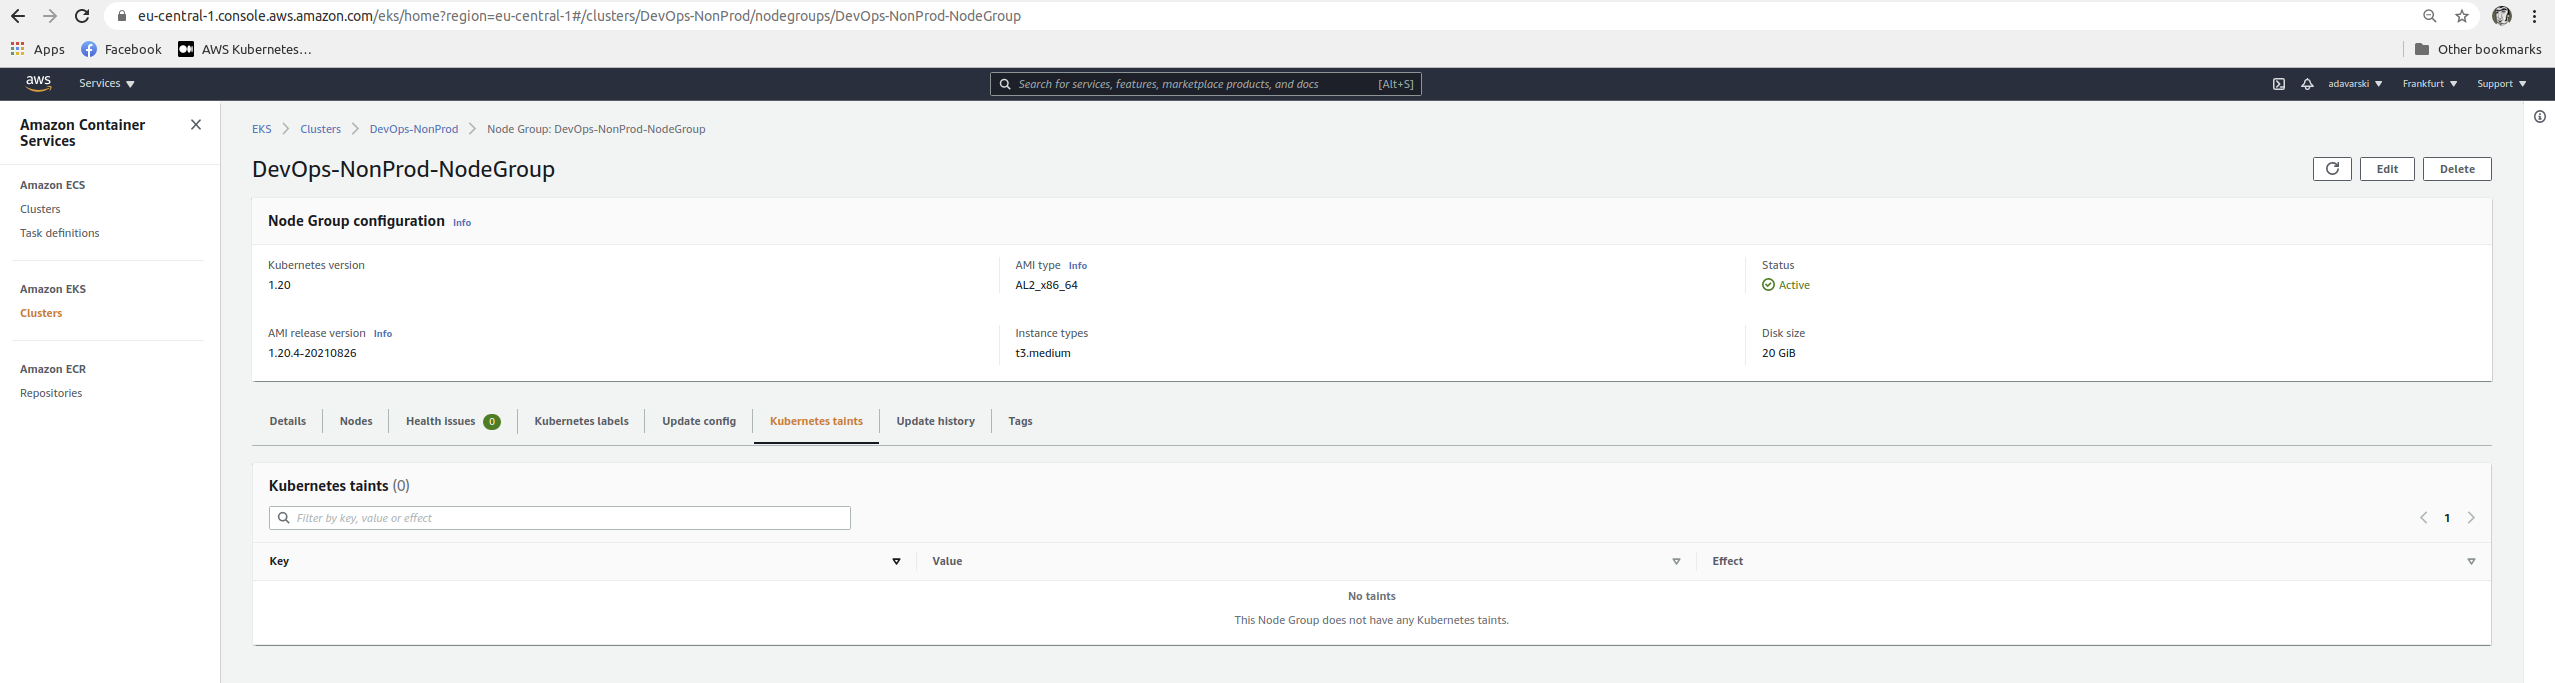 eu-central-1.console.aws.amazon.com/eks/home?region=eu-central-1#/clusters/DevOps-NonProd/nodegroups/DevOps-NonProd-NodeGroup
Apps Facebook AWS Kubernetes… Other bookmarks
aws Services Search for services, features, marketplace products, and docs [Alt+S] adavarski Frankfurt Support
Amazon Container Services
Amazon ECS
Clusters
Task definitions
Amazon EKS
Clusters
Amazon ECR
Repositories
EKS Clusters DevOps-NonProd Node Group: DevOps-NonProd-NodeGroup
DevOps-NonProd-NodeGroup
Edit Delete
Node Group configuration Info
Kubernetes version
1.20
AMI type Info
AL2_x86_64
Status
Active
AMI release version Info
1.20.4-20210826
Instance types
t3.medium
Disk size
20 GiB
Details Nodes Health issues 0 Kubernetes labels Update config Kubernetes taints Update history Tags
Kubernetes taints (0)
Filter by key, value or effect
1
Key Value Effect
No taints
This Node Group does not have any Kubernetes taints.